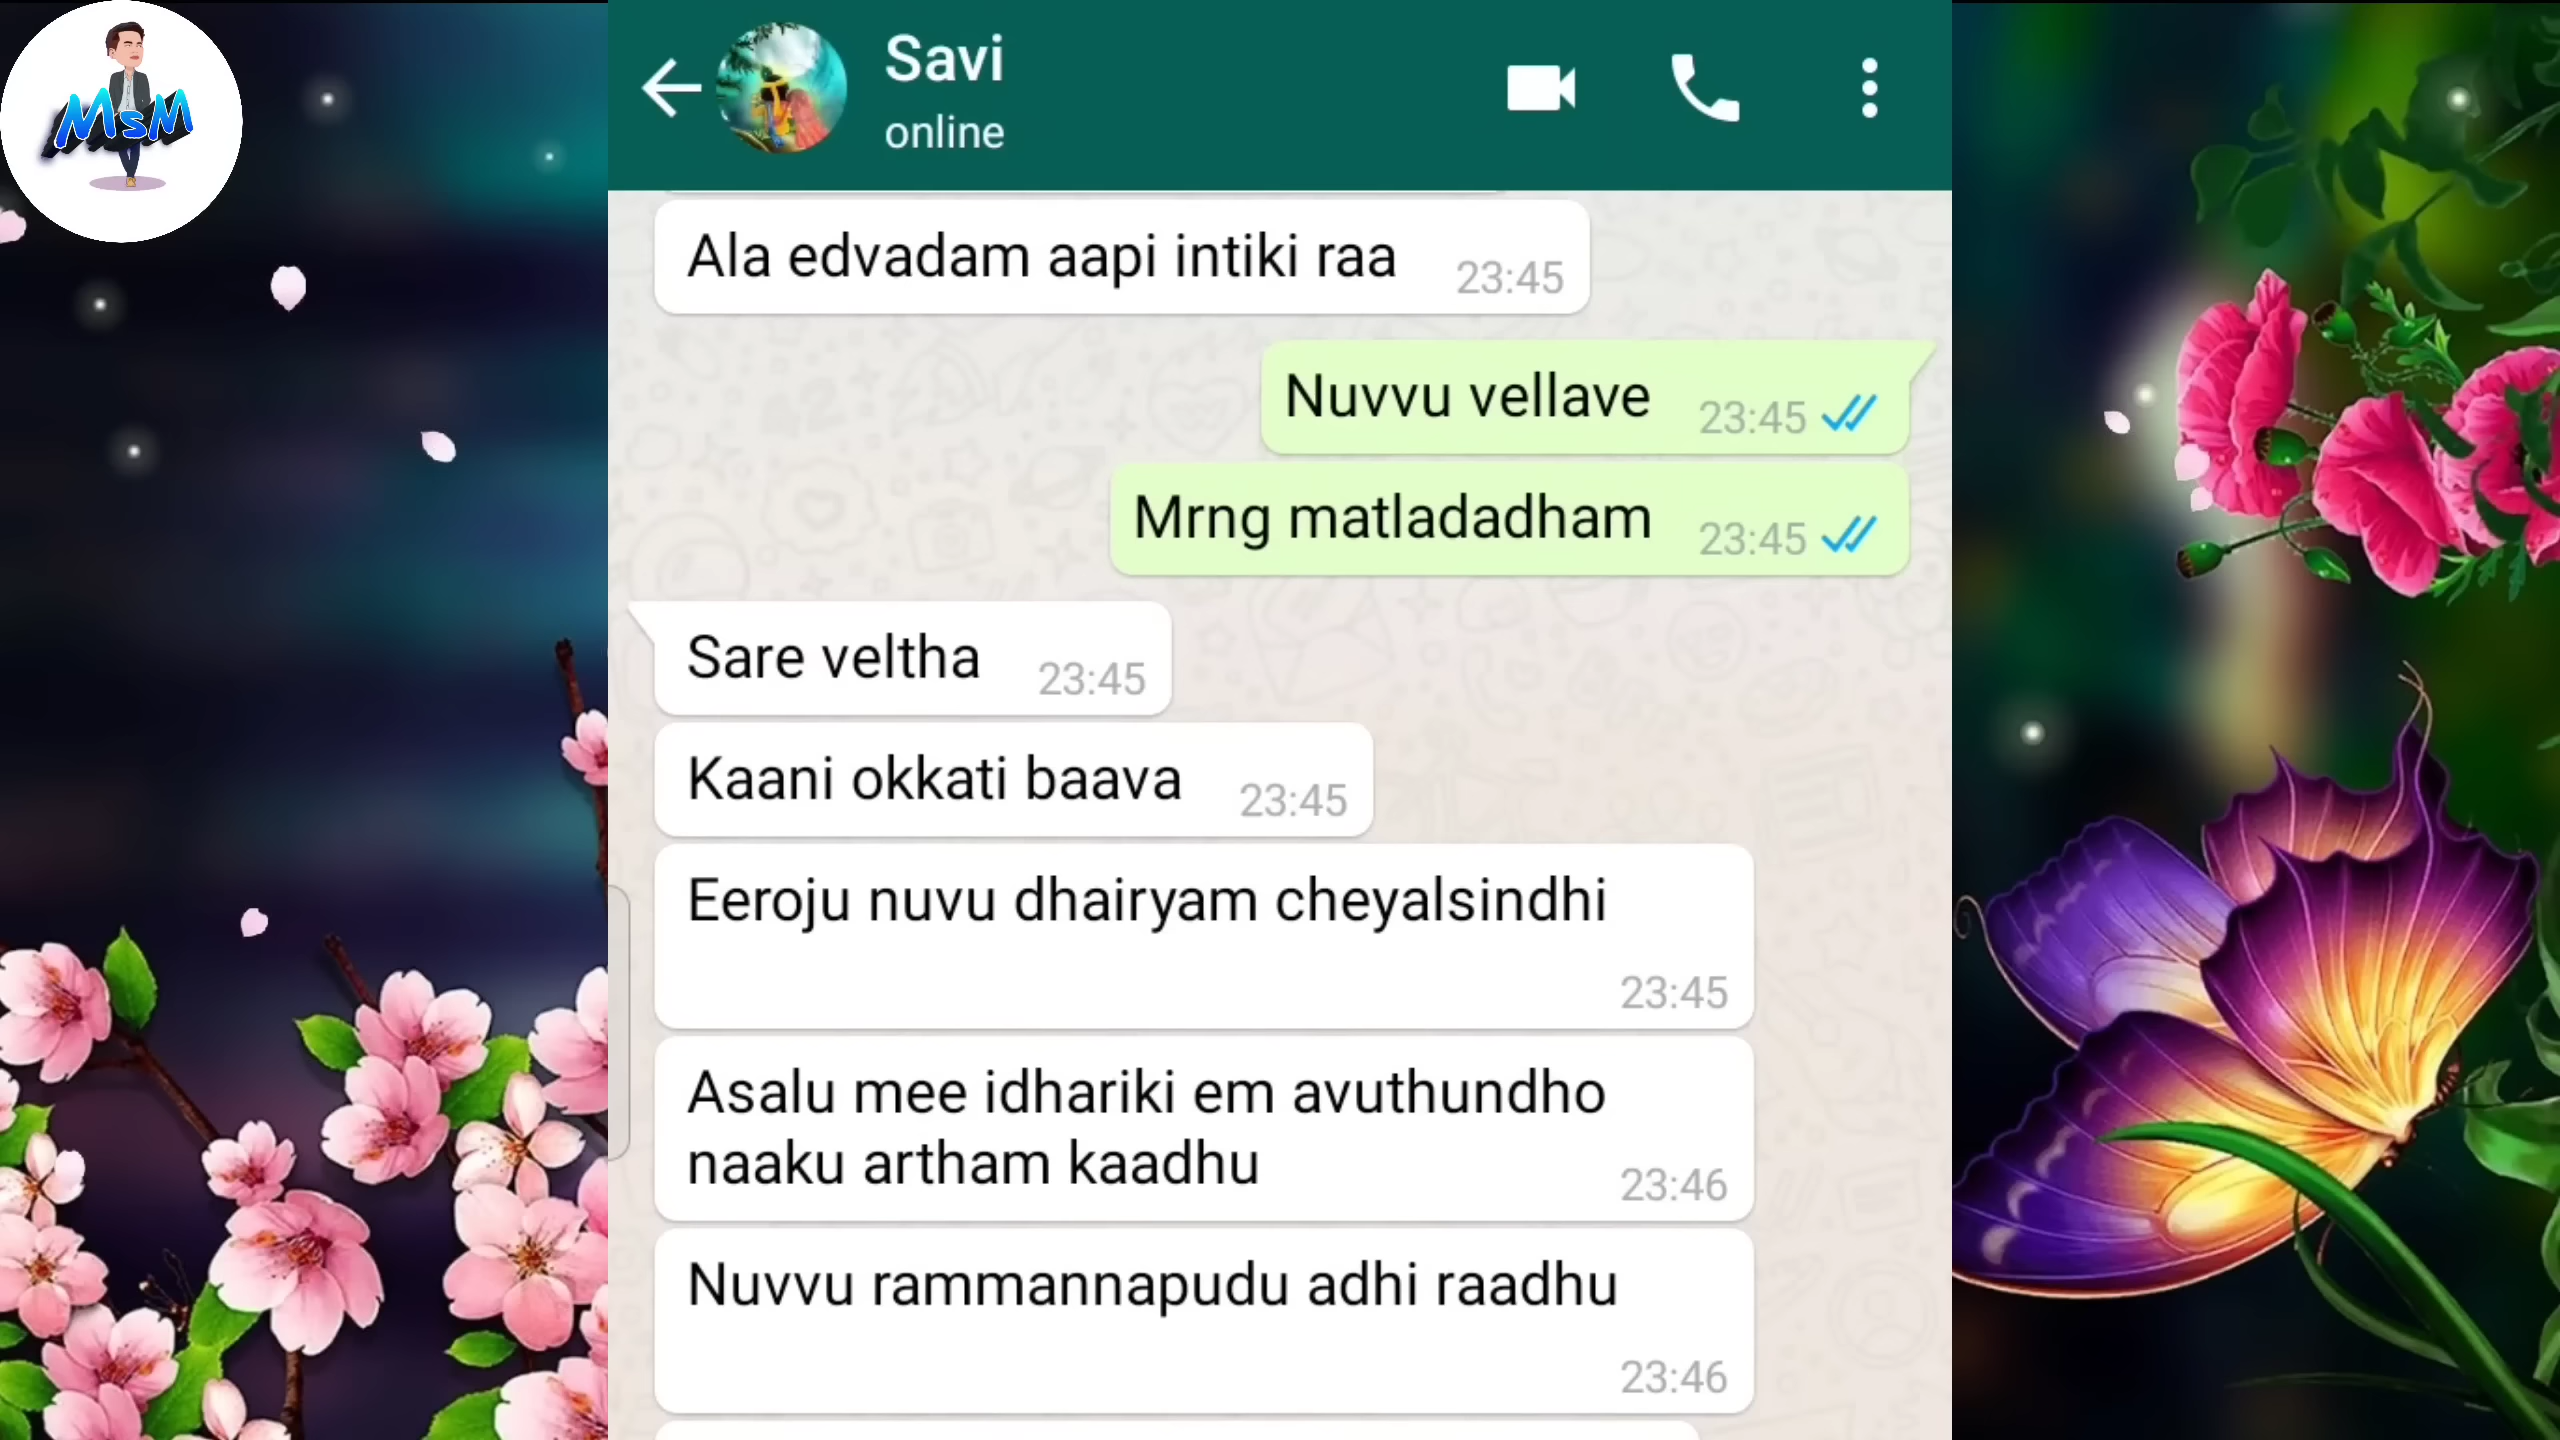 MsM
Savi
online
Ala edvadam aapi intiki raa 23:45
Nuvvu vellave 23:45
Mrng matladadham 23:45
Sare veltha 23:45
Kaani okkati baava 23:45
Eeroju nuvu dhairyam cheyalsindhi
23:45
Asalu mee idhariki em avuthundho
naaku artham kaadhu 23:46
Nuvvu rammannapudu adhi raadhu
23:46